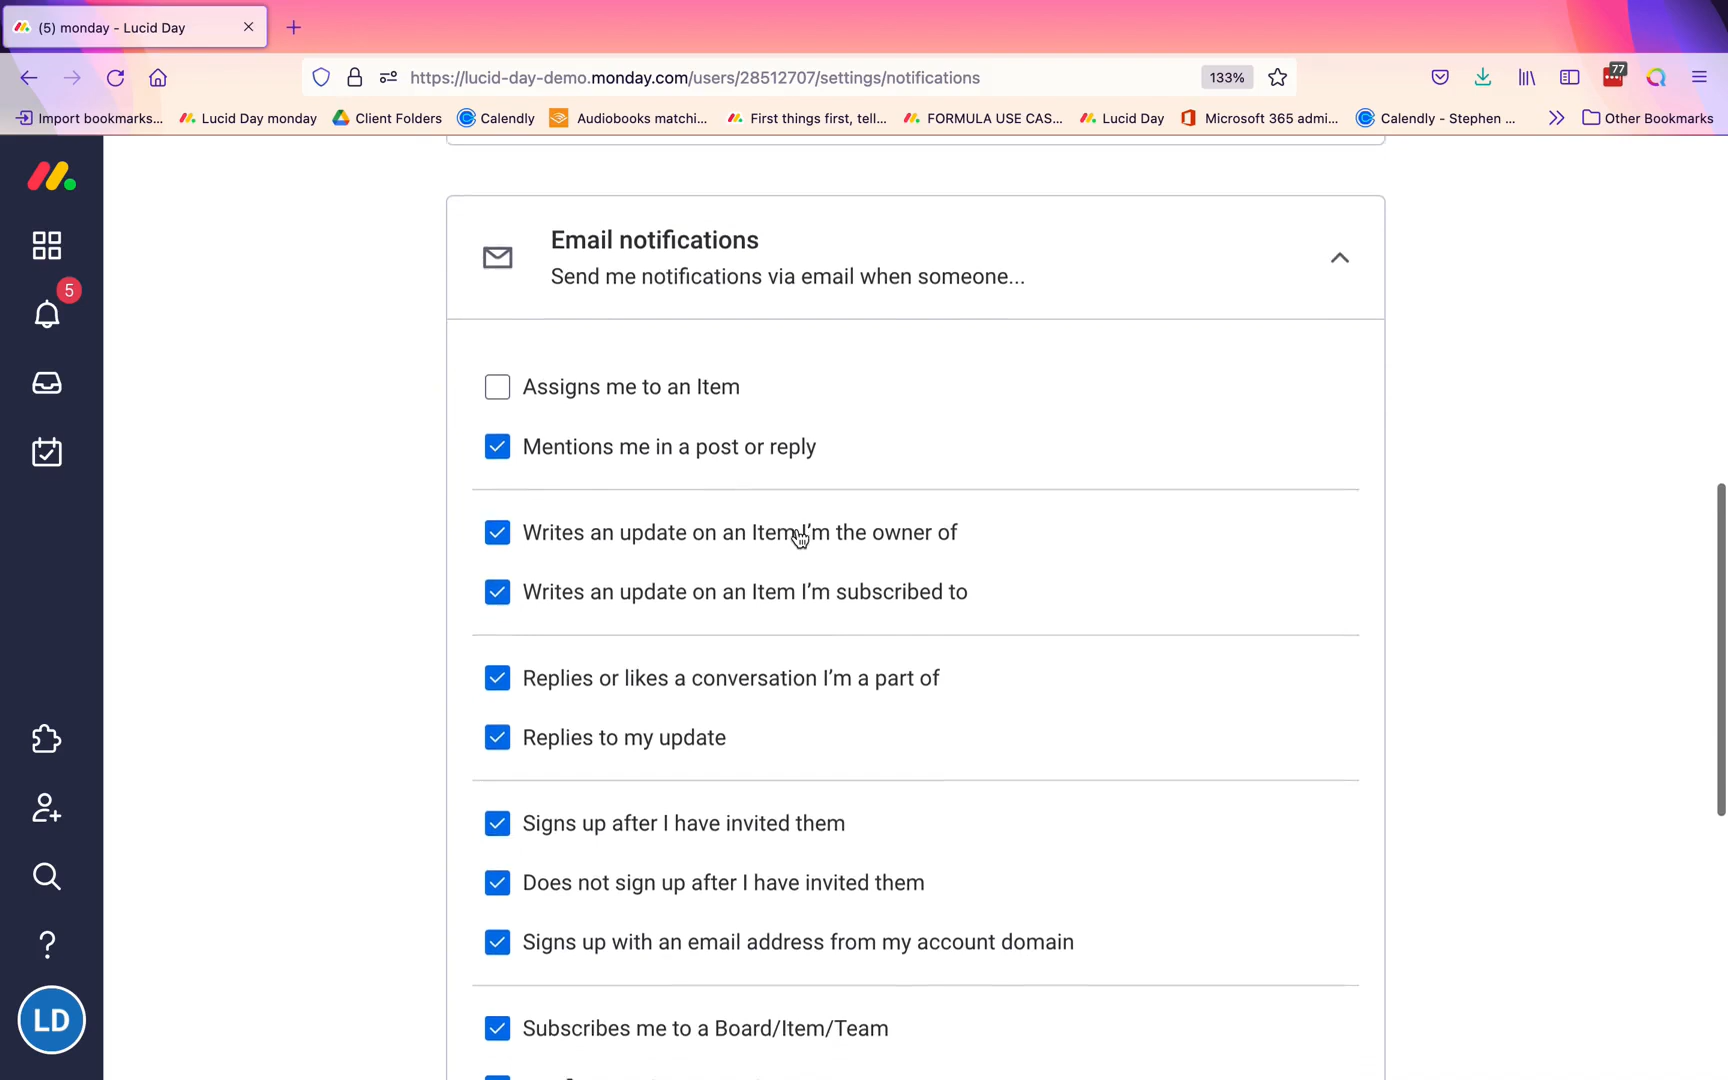 (5) monday - Lucid Day
https://lucid-day-demo.monday.com/users/28512707/settings/notifications
133%
77
Import bookmarks...
Lucid Day monday
Client Folders
Calendly
Audiobooks matchi...
First things first, tell...
FORMULA USE CAS...
Lucid Day
Microsoft 365 admi...
Calendly - Stephen ...
Other Bookmarks
5
Email notifications
Send me notifications via email when someone...
Assigns me to an Item
Mentions me in a post or reply
Writes an update on an Item I’m the owner of
Writes an update on an Item I’m subscribed to
Replies or likes a conversation I’m a part of
Replies to my update
Signs up after I have invited them
Does not sign up after I have invited them
Signs up with an email address from my account domain
Subscribes me to a Board/Item/Team
?
LD